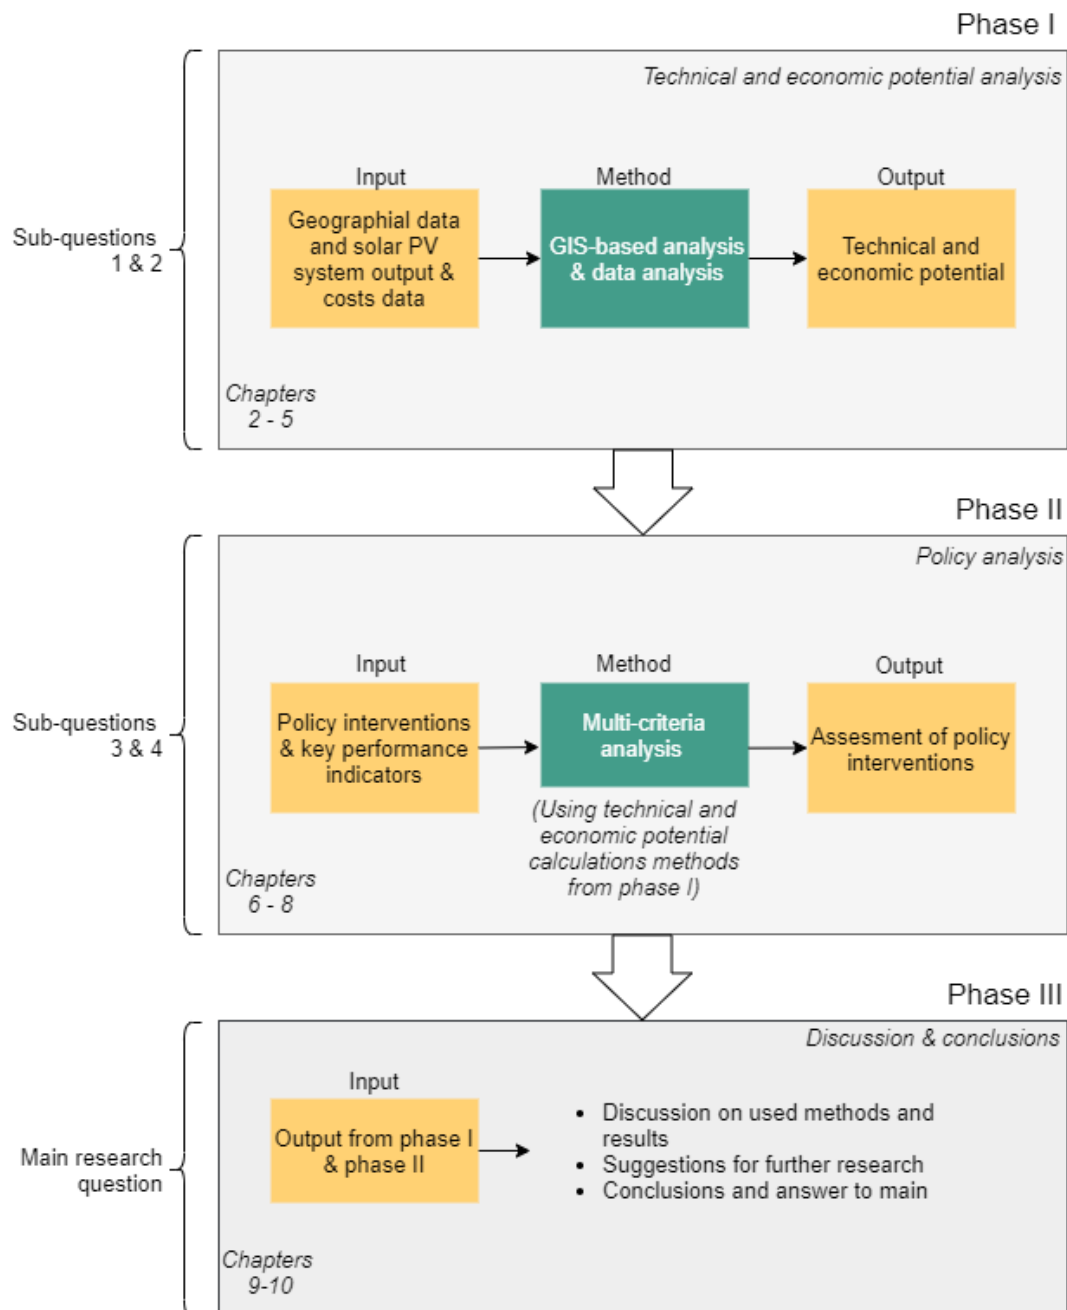 Phase I
Technical and economic potential analysis
Sub-questions
1 & 2
Input
Geographial data
and solar PV
system output &
costs data
Method
GIS-based analysis
& data analysis
Output
Technical and
economic potential
Chapters
2 - 5
Phase II
Policy analysis
Sub-questions
3 & 4
Input
Policy interventions
& key performance
indicators
Method
Multi-criteria
analysis
(Using technical and
economic potential
calculations methods
from phase I)
Output
Assesment of policy
interventions
Chapters
6 - 8
Phase III
Discussion & conclusions
Main research
question
Input
Output from phase I
& phase II
• Discussion on used methods and
results
• Suggestions for further research
• Conclusions and answer to main
Chapters
9-10